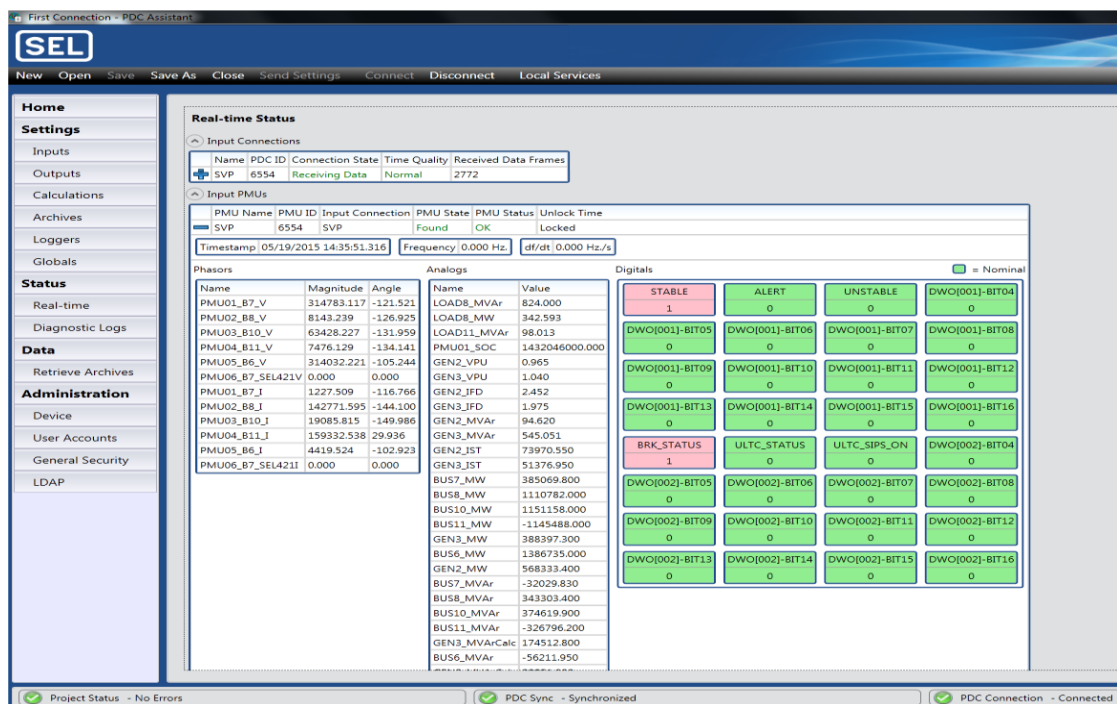 First Connection - PDC Assistant
SEL
New Open Save Save As Close Send Settings Connect Disconnect Local Services
Home
Settings
Inputs
Outputs
Calculations
Archives
Loggers
Globals
Status
Real-time
Diagnostic Logs
Data
Retrieve Archives
Administration
Device
User Accounts
General Security
LDAP
Real-time Status
Input Connections
Name PDC ID Connection State Time Quality Received Data Frames
SVP 6554 Receiving Data Normal 2772
Input PMUs
PMU Name PMU ID Input Connection PMU State PMU Status Unlock Time
SVP 6554 SVP Found OK Locked
Timestamp 05/19/2015 14:35:51.316 Frequency 0.000 Hz. df/dt 0.000 Hz./s
Phasors
Name Magnitude Angle
PMU01_B7_V 314783.117 -121.521
PMU02_B8_V 8143.239 -126.925
PMU03_B10_V 63428.227 -131.959
PMU04_B11_V 7476.129 -134.141
PMU05_B6_V 314032.221 -105.244
PMU06_B7_SEL421V 0.000 0.000
PMU01_B7_I 1227.509 -116.766
PMU02_B8_I 142771.595 -144.100
PMU03_B10_I 19085.815 -149.986
PMU04_B11_I 159332.538 29.936
PMU05_B6_I 4419.524 -102.923
PMU06_B7_SEL421I 0.000 0.000
Analogs
Name Value
LOAD8_MVAr 824.000
LOAD8_MW 342.593
LOAD11_MVAr 98.013
PMU01_SOC 1432046000.000
GEN2_VPU 0.965
GEN3_VPU 1.040
GEN2_IFD 2.452
GEN3_IFD 1.975
GEN2_MVAr 94.620
GEN3_MVAr 545.051
GEN2_IST 73970.550
GEN3_IST 51376.950
BUS7_MW 385069.800
BUS8_MW 1110782.000
BUS10_MW 1151158.000
BUS11_MW -1145488.000
GEN3_MW 388397.300
BUS6_MW 1386735.000
GEN2_MW 568333.400
BUS7_MVAr -32029.830
BUS8_MVAr 343303.400
BUS10_MVAr 374619.900
BUS11_MVAr -326796.200
GEN3_MVArCalc 174512.800
BUS6_MVAr -56211.950
Digitals = Nominal
STABLE ALERT UNSTABLE DWO[001]-BIT04
1 0 0 0
DWO[001]-BIT05 DWO[001]-BIT06 DWO[001]-BIT07 DWO[001]-BIT08
0 0 0 0
DWO[001]-BIT09 DWO[001]-BIT10 DWO[001]-BIT11 DWO[001]-BIT12
0 0 0 0
DWO[001]-BIT13 DWO[001]-BIT14 DWO[001]-BIT15 DWO[001]-BIT16
0 0 0 0
BRK_STATUS ULTC_STATUS ULTC_SIPS_ON DWO[002]-BIT04
1 0 0 0
DWO[002]-BIT05 DWO[002]-BIT06 DWO[002]-BIT07 DWO[002]-BIT08
0 0 0 0
DWO[002]-BIT09 DWO[002]-BIT10 DWO[002]-BIT11 DWO[002]-BIT12
0 0 0 0
DWO[002]-BIT13 DWO[002]-BIT14 DWO[002]-BIT15 DWO[002]-BIT16
0 0 0 0
Project Status - No Errors PDC Sync - Synchronized PDC Connection - Connected